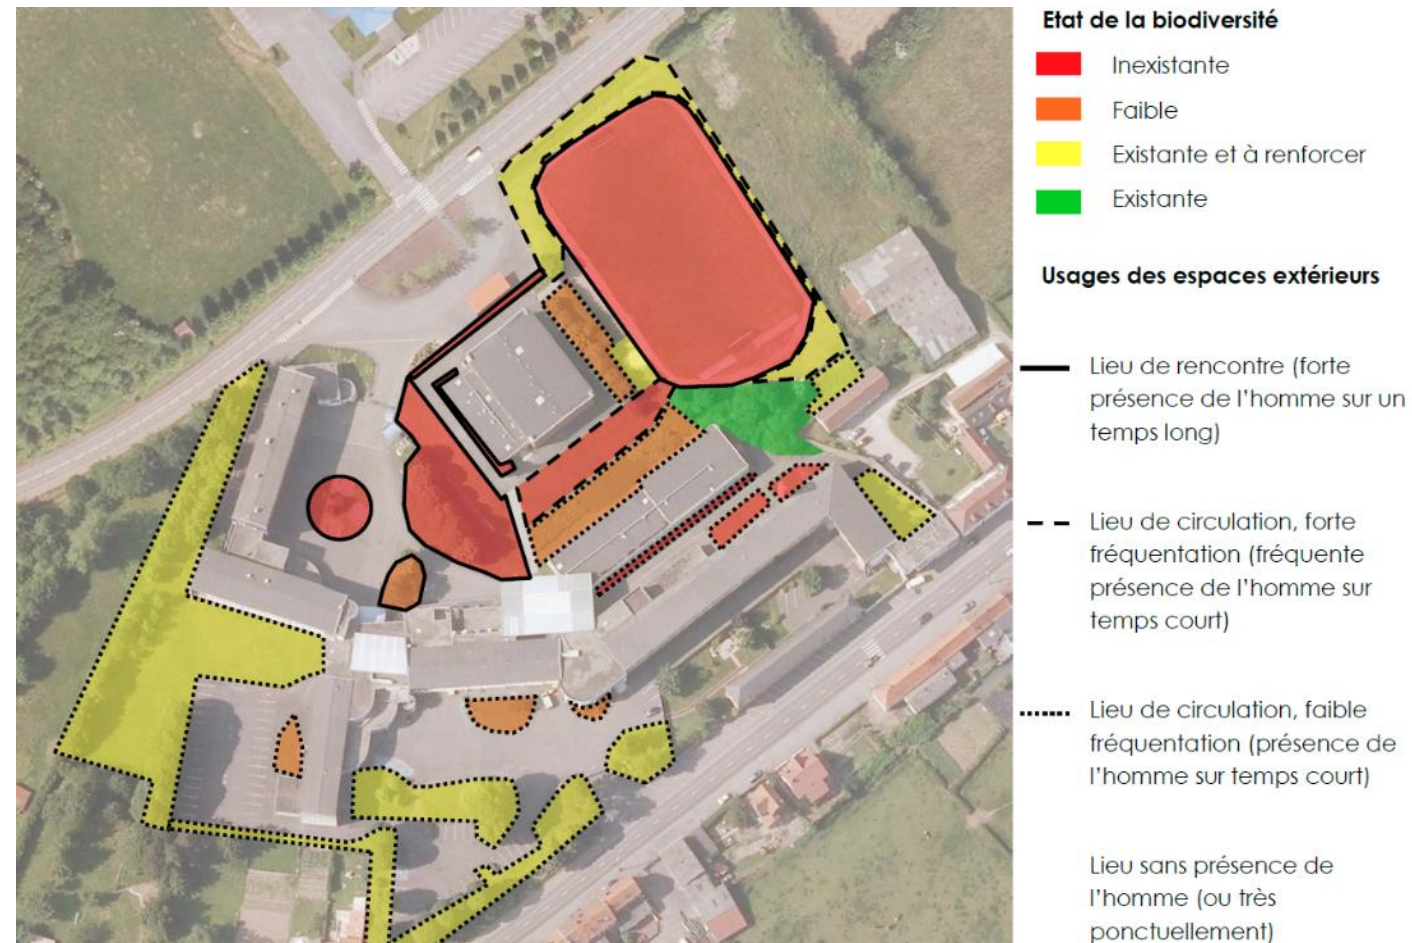 Etat de la biodiversité
Inexistante
Faible
Existante et à renforcer
Existante
Usages des espaces extérieurs
Lieu de rencontre (forte
présence de l'homme sur un
temps long)
Lieu de circulation, forte
fréquentation (fréquente
présence de l'homme sur
temps court)
Lieu de circulation, faible
fréquentation (présence de
l'homme sur temps court)
Lieu sans présence de
l'homme (ou très
ponctuellement)